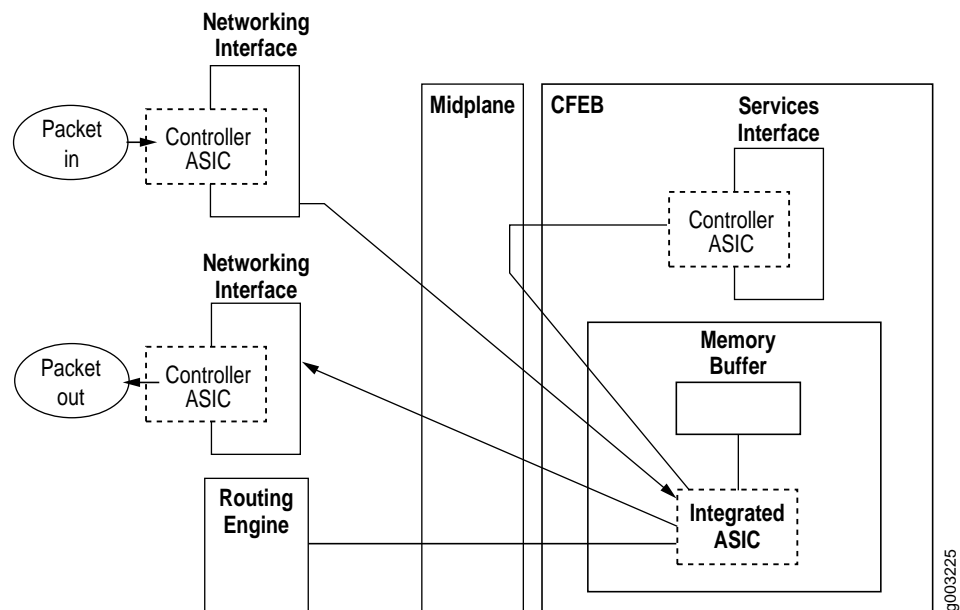 Networking
Interface
Packet
in
Controller
ASIC
Midplane
CFEB
Services
Interface
Controller
ASIC
Networking
Interface
Packet
out
Controller
ASIC
Memory
Buffer
Routing
Engine
Integrated
ASIC
g003225